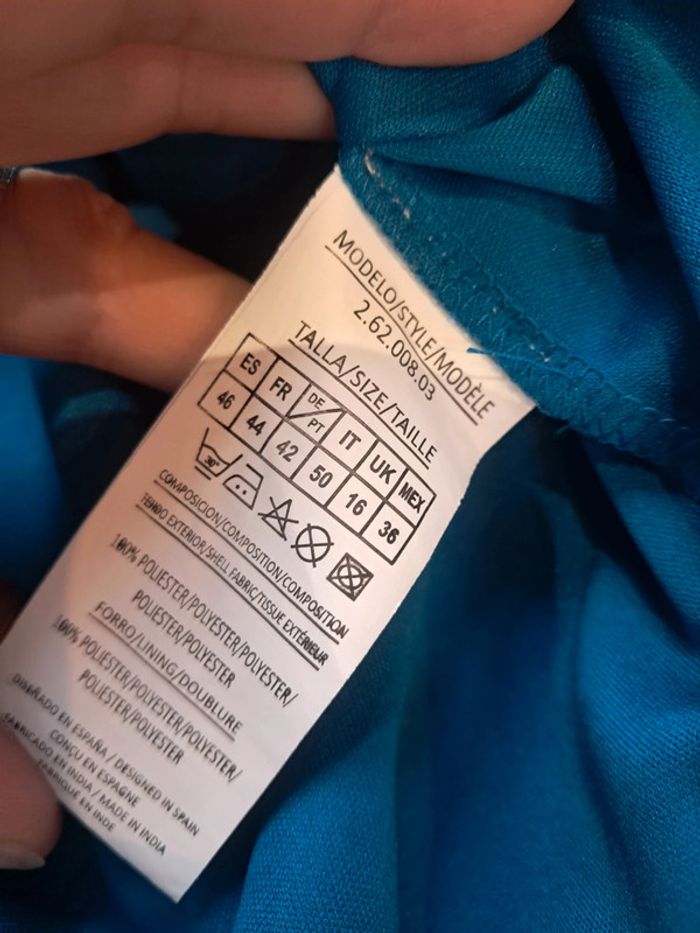 MODELO/STYLE/MODÈLE
2.62.008.03
TALLA/SIZE/TAILLE
ES FR DE/PT IT UK MEX
46 44 42 50 16 36
30°
COMPOSICION/COMPOSITION/COMPOSITION
TEJIDO EXTERIOR/SHELL FABRIC/TISSUE EXTÉRIEUR
100% POLIESTER/POLYESTER/POLYESTER/
POLIESTER/POLYESTER
FORRO/LINING/DOUBLURE
100% POLIESTER/POLYESTER/POLYESTER/
POLIESTER/POLYESTER
DISEÑADO EN ESPAÑA / DESIGNED IN SPAIN
CONÇU EN ESPAGNE
FABRICADO EN INDIA / MADE IN INDIA
FABRIQUÉ EN INDE